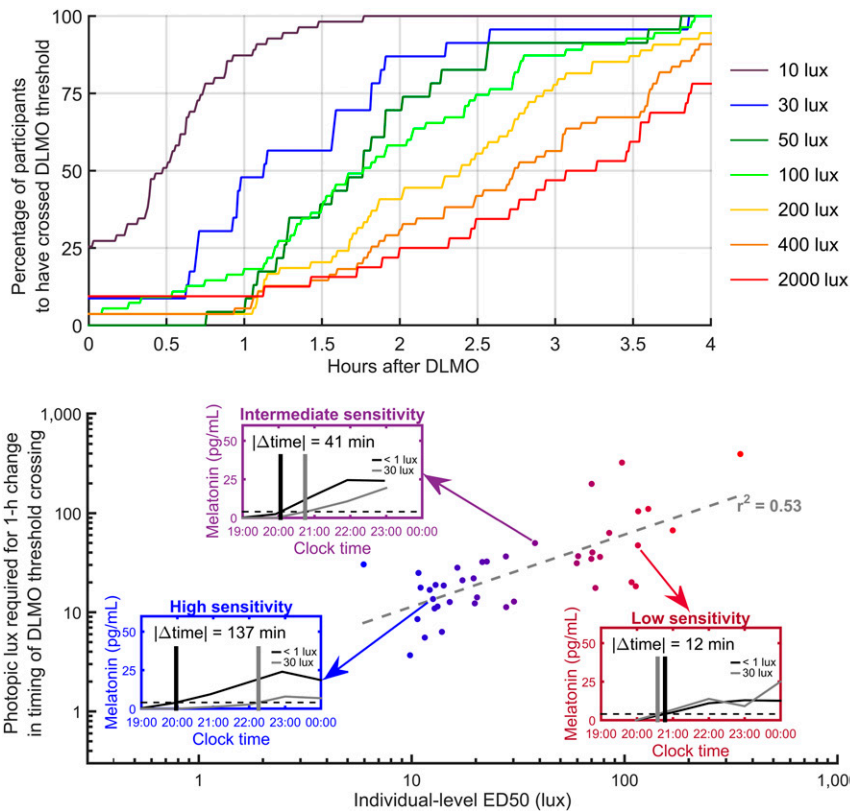 Percentage of participants
to have crossed DLMO threshold
100
75
50
25
0
0 0.5 1 1.5 2 2.5 3 3.5 4
Hours after DLMO
10 lux
30 lux
50 lux
100 lux
200 lux
400 lux
2000 lux
Photopic lux required for 1-h change
in timing of DLMO threshold crossing
1,000
100
10
1
1 10 100 1,00
Individual-level ED50 (lux)
r² = 0.53
Intermediate sensitivity
|Δtime| = 41 min
< 1 lux
30 lux
Melatonin (pg/mL)
50
25
0
19:00 20:00 21:00 22:00 23:00 00:00
Clock time
High sensitivity
|Δtime| = 137 min
< 1 lux
30 lux
Melatonin (pg/mL)
50
25
0
19:00 20:00 21:00 22:00 23:00 00:00
Clock time
Low sensitivity
|Δtime| = 12 min
< 1 lux
30 lux
Melatonin (pg/mL)
50
25
0
19:00 20:00 21:00 22:00 23:00 00:00
Clock time